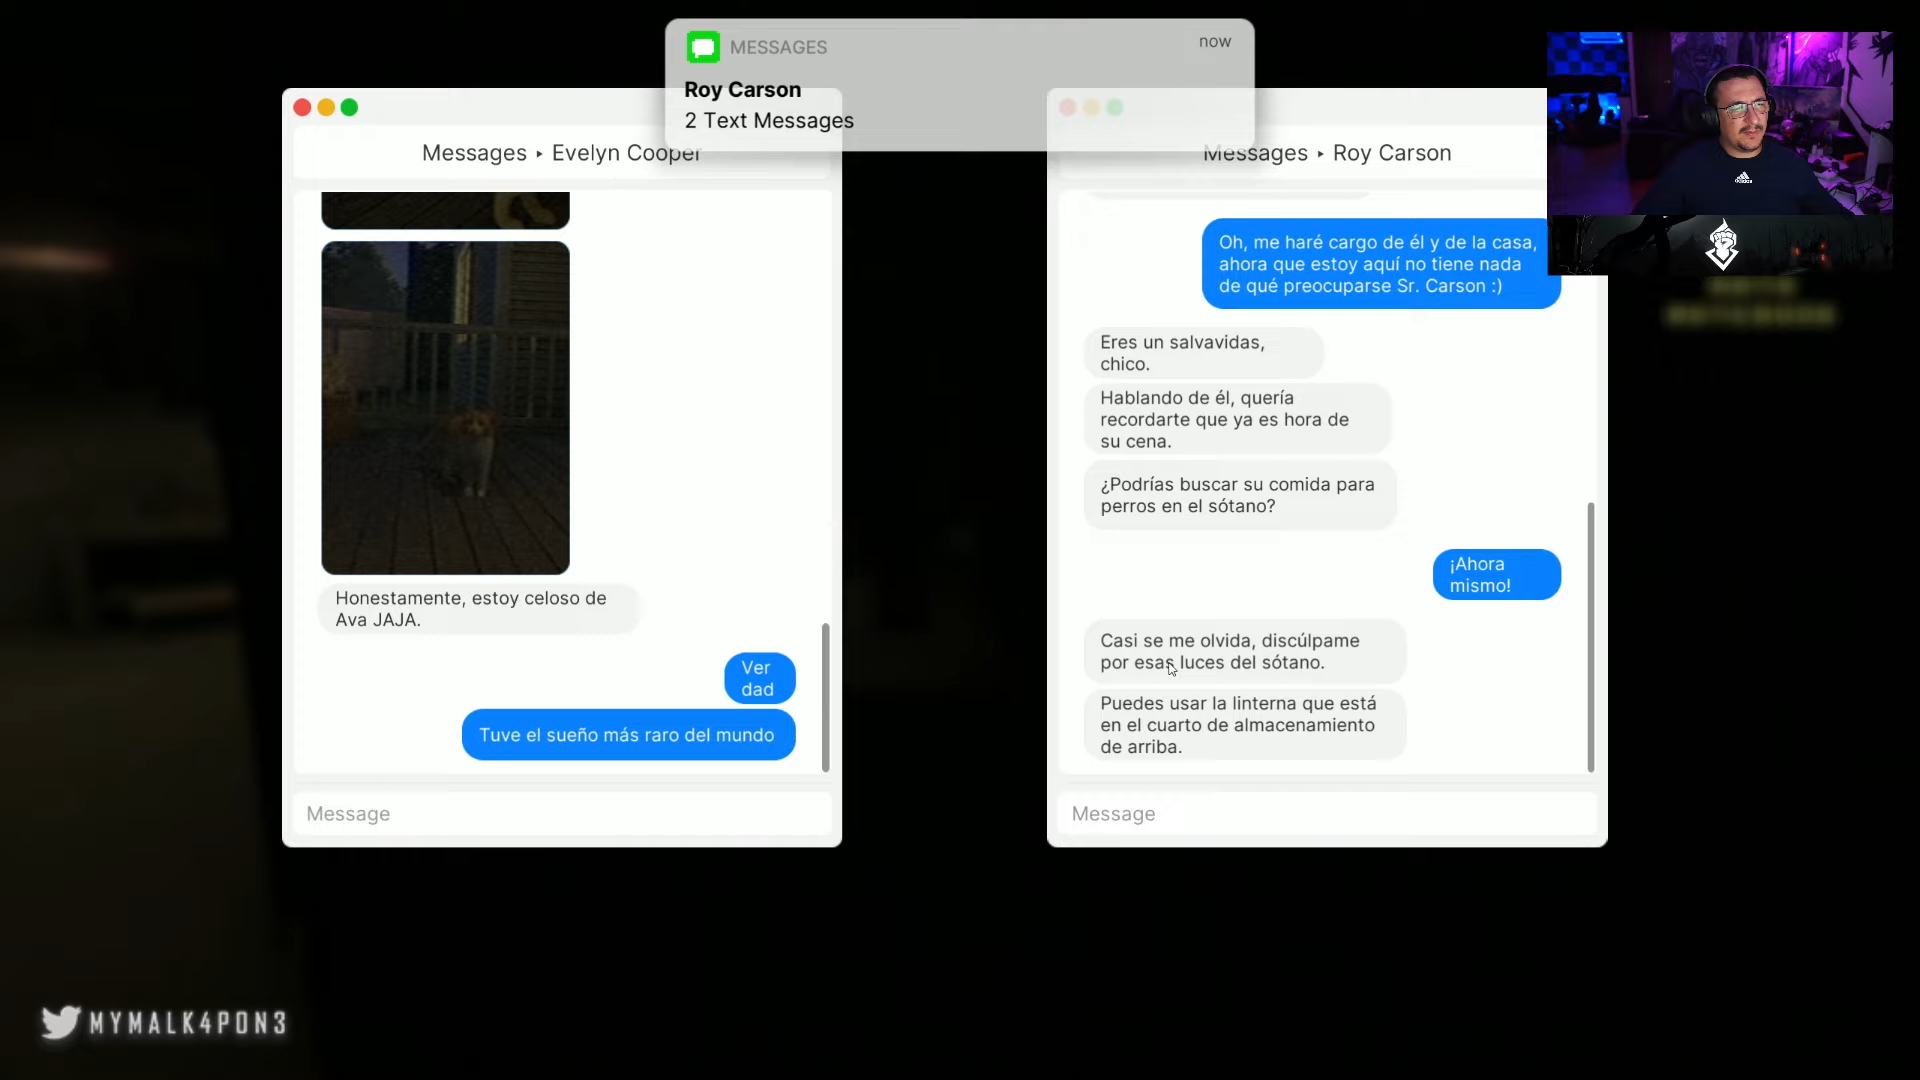 MESSAGES
now
Roy Carson
2 Text Messages
Messages ‣ Evelyn Cooper
Honestamente, estoy celoso de
Ava JAJA.
Ver
dad
Tuve el sueño más raro del mundo
Message
Messages ‣ Roy Carson
Oh, me haré cargo de él y de la casa,
ahora que estoy aquí no tiene nada
de qué preocuparse Sr. Carson :)
Eres un salvavidas,
chico.
Hablando de él, quería
recordarte que ya es hora de
su cena.
¿Podrías buscar su comida para
perros en el sótano?
¡Ahora
mismo!
Casi se me olvida, discúlpame
por esas luces del sótano.
Puedes usar la linterna que está
en el cuarto de almacenamiento
de arriba.
Message
adidas
MYMALK4PON3